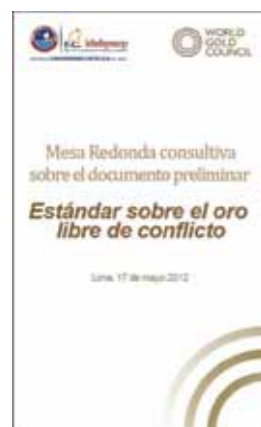 WORLD
GOLD
COUNCIL
Mesa Redonda consultiva
sobre el documento preliminar
Estándar sobre el oro
libre de conflicto
Lima, 17 de mayo 2012